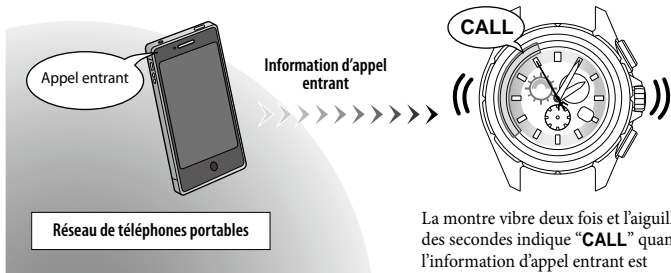 CALL
Appel entrant
Information d'appel
entrant
Réseau de téléphones portables
La montre vibre deux fois et l'aiguill
des secondes indique “CALL” quan
l'information d'appel entrant est